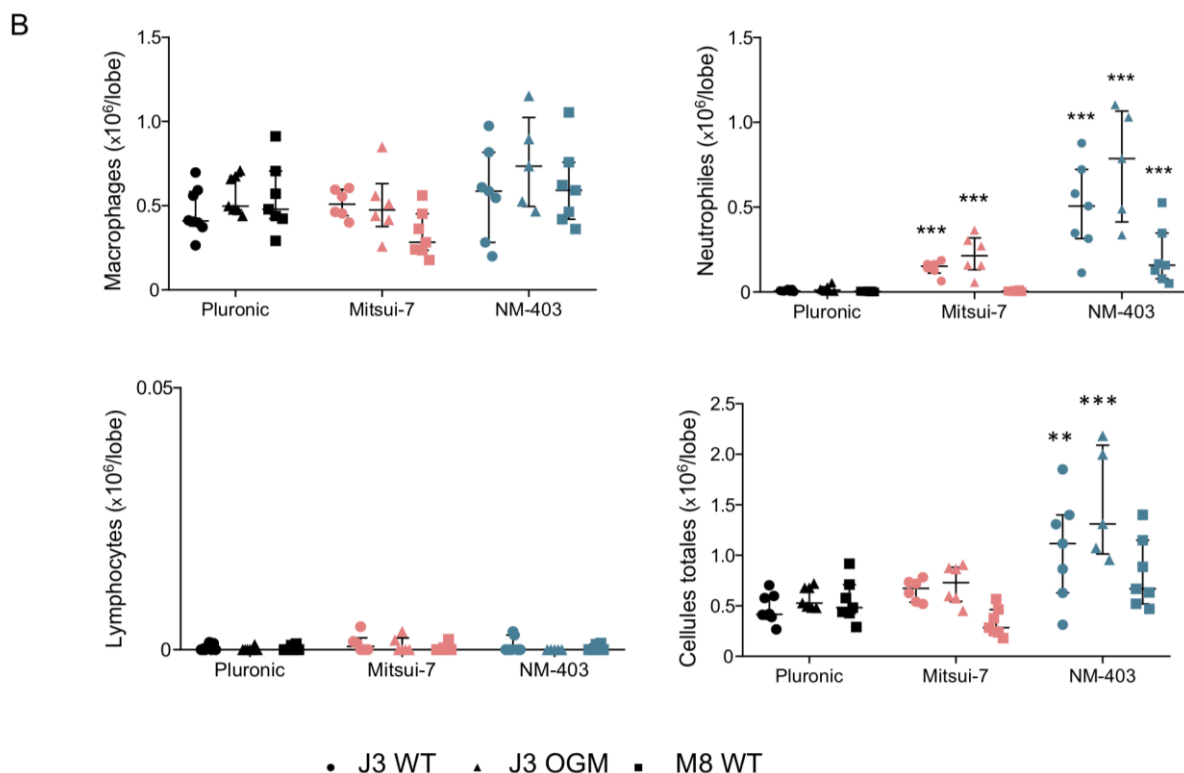 B
Macrophages (x10⁶/lobe)
1.5
1.0
0.5
0
Pluronic Mitsui-7 NM-403
Neutrophiles (x10⁶/lobe)
1.5
1.0
0.5
0
*** *** *** *** ***
Pluronic Mitsui-7 NM-403
Lymphocytes (x10⁶/lobe)
0.05
0
Pluronic Mitsui-7 NM-403
Cellules totales (x10⁶/lobe)
2.5
2.0
1.5
1.0
0.5
0
** ***
Pluronic Mitsui-7 NM-403
J3 WT J3 OGM M8 WT